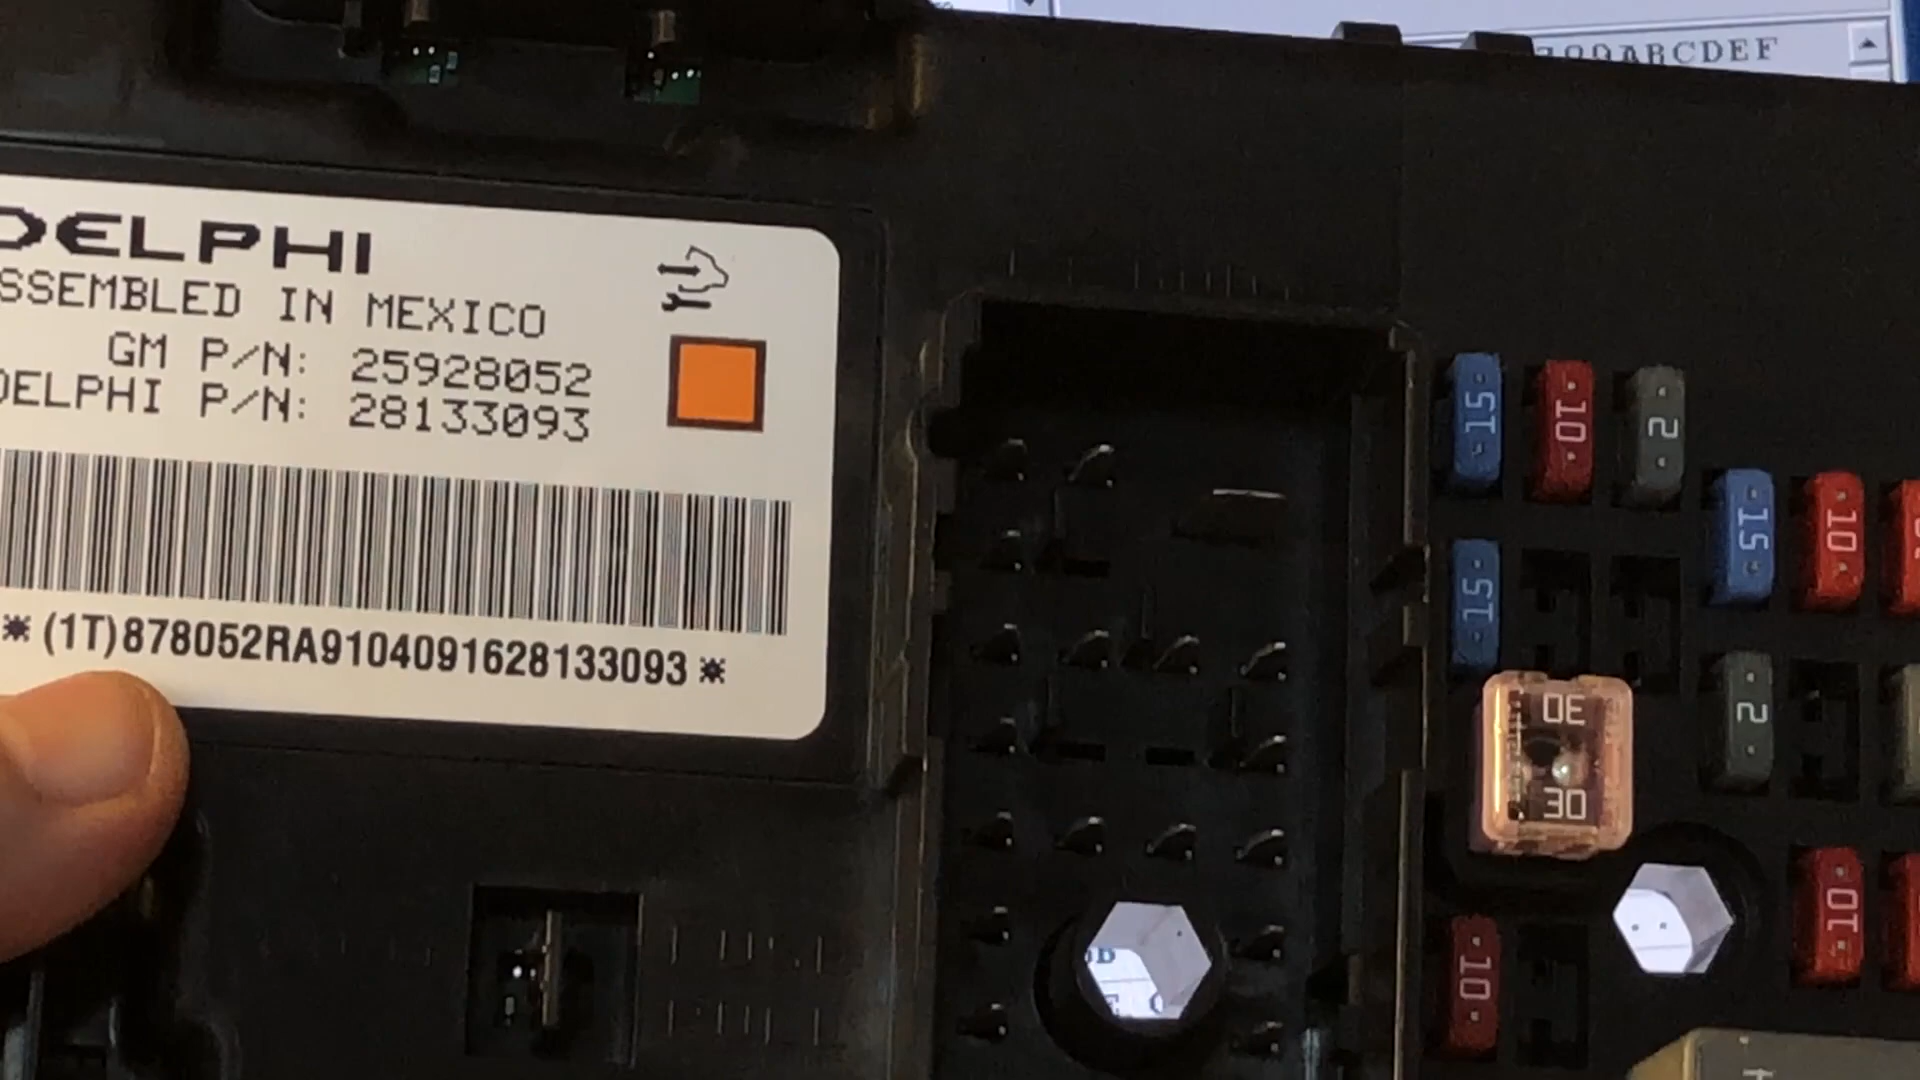 789ABCDEF
DELPHI
SSEMBLED IN MEXICO
GM P/N: 25928052
DELPHI P/N: 28133093
*(1T)878052RA9104091628133093*
15
10
2
15
10
15
30
30
2
10
10